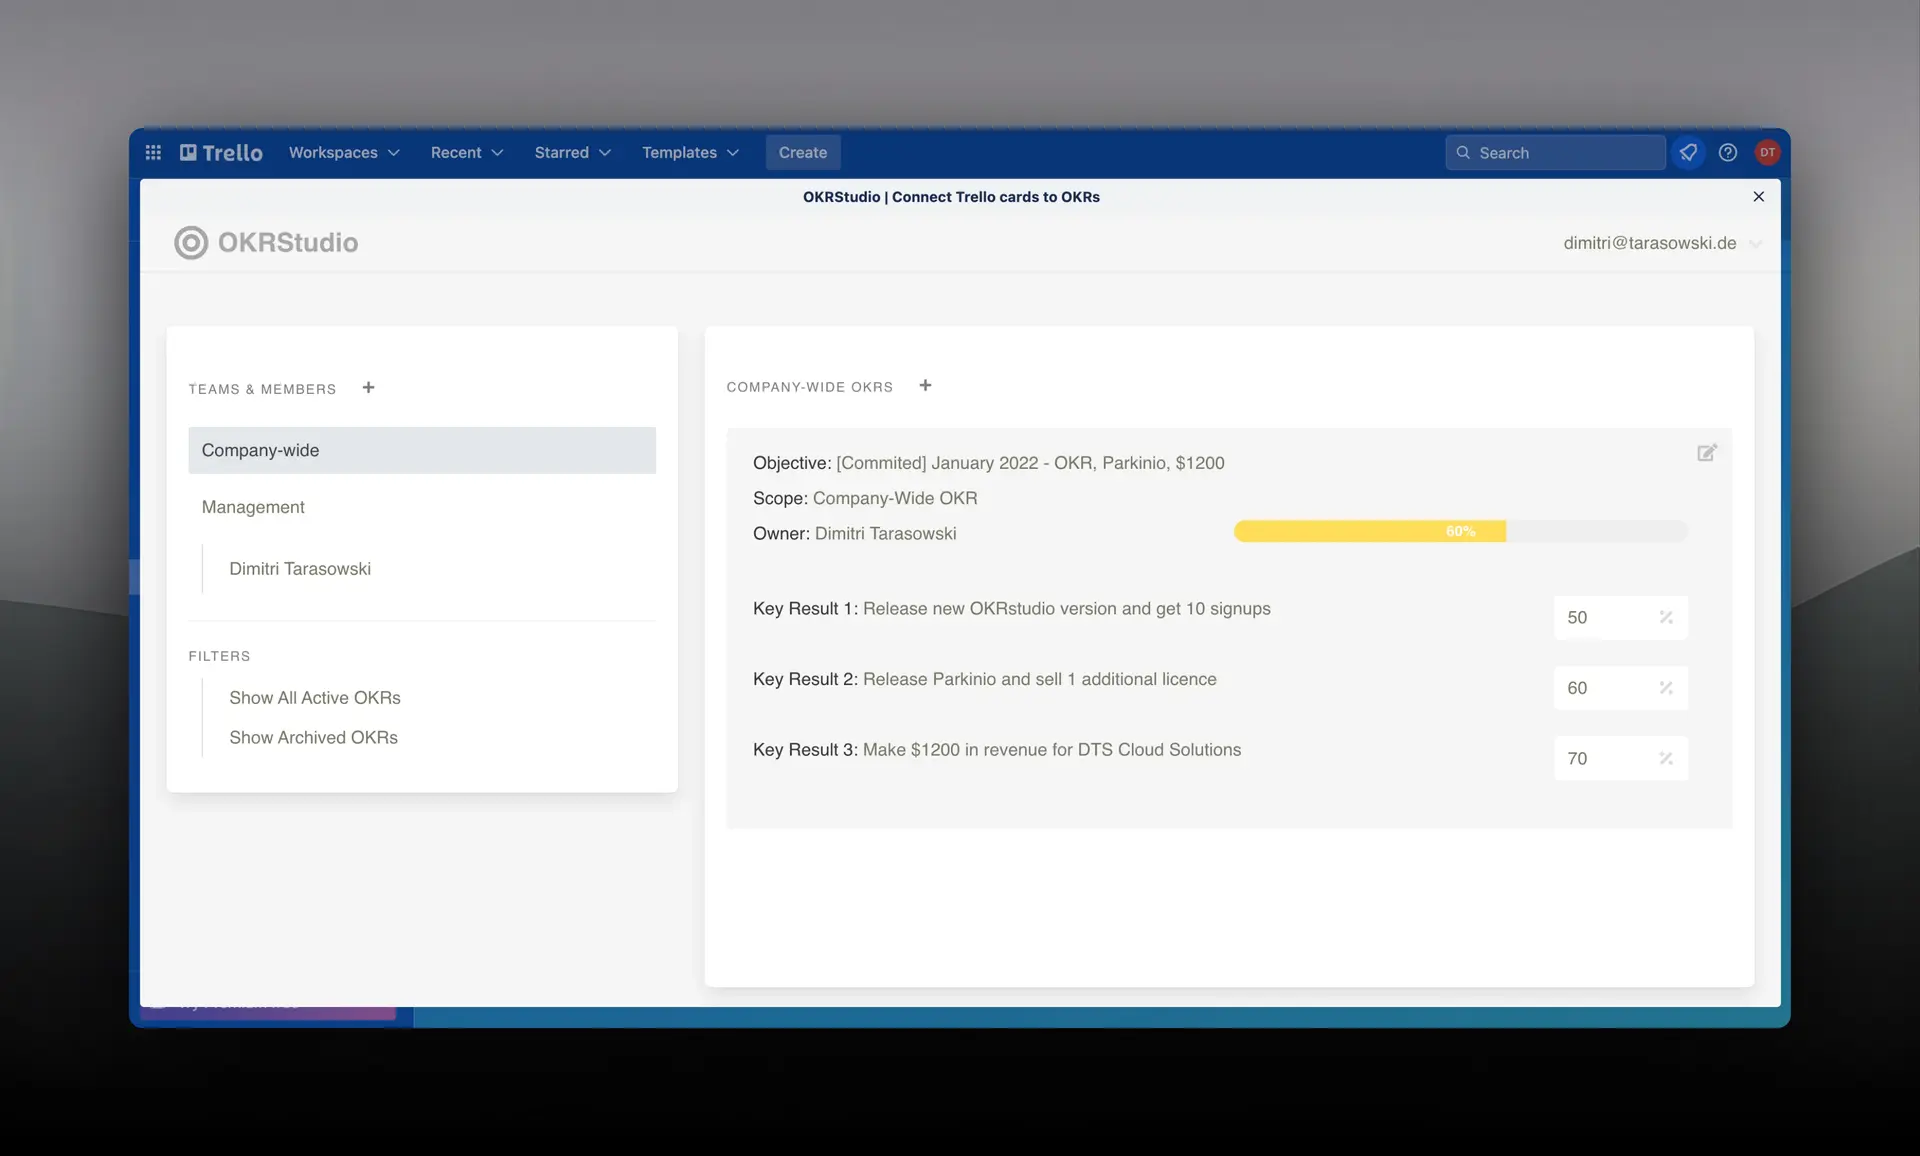 Trello Workspaces Recent Starred Templates Create Search DT
OKRStudio | Connect Trello cards to OKRs
OKRStudio
dimitri@tarasowski.de
TEAMS & MEMBERS +
Company-wide
Management
Dimitri Tarasowski
FILTERS
Show All Active OKRs
Show Archived OKRs
COMPANY-WIDE OKRS +
Objective: [Commited] January 2022 - OKR, Parkinio, $1200
Scope: Company-Wide OKR
Owner: Dimitri Tarasowski
60%
Key Result 1: Release new OKRstudio version and get 10 signups
50 %
Key Result 2: Release Parkinio and sell 1 additional licence
60 %
Key Result 3: Make $1200 in revenue for DTS Cloud Solutions
70 %